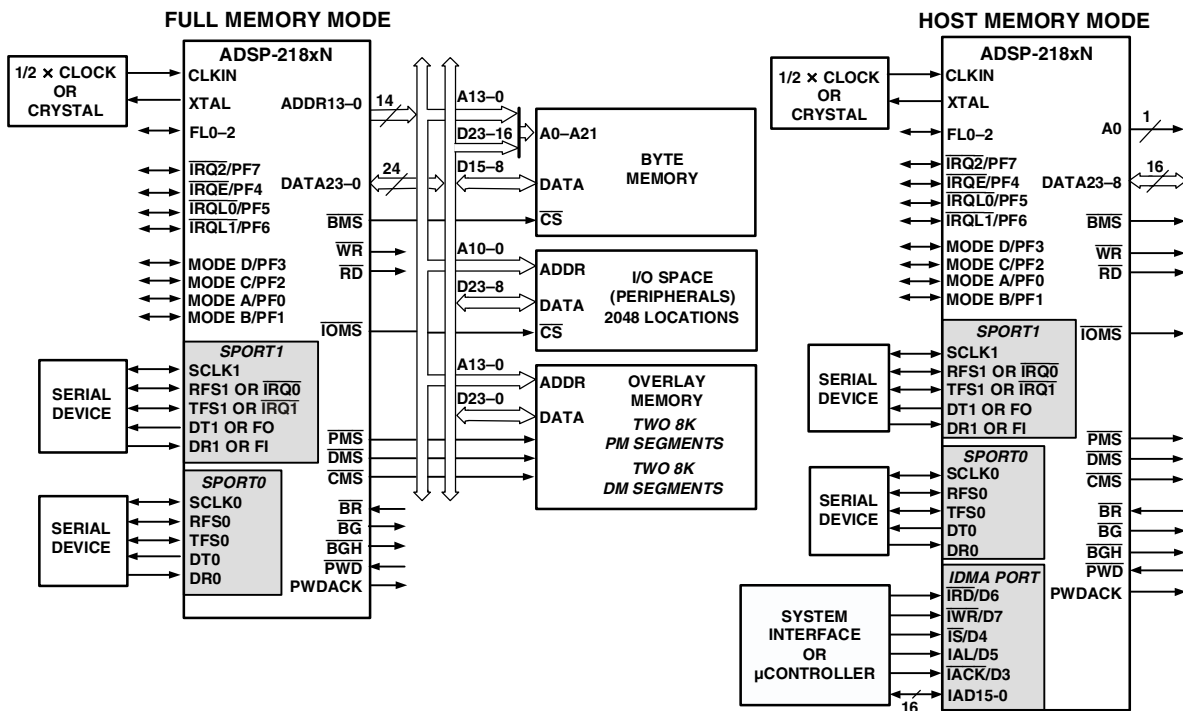 FULL MEMORY MODE
ADSP-218xN
1/2 × CLOCK
OR
CRYSTAL
CLKIN
XTAL
FL0–2
IRQ2/PF7
IRQE/PF4
IRQL0/PF5
IRQL1/PF6
MODE D/PF3
MODE C/PF2
MODE A/PF0
MODE B/PF1
ADDR13–0
14
DATA23–0
24
BMS
WR
RD
IOMS
SERIAL
DEVICE
SPORT1
SCLK1
RFS1 OR IRQ0
TFS1 OR IRQ1
DT1 OR FO
DR1 OR FI
SERIAL
DEVICE
SPORT0
SCLK0
RFS0
TFS0
DT0
DR0
PMS
DMS
CMS
BR
BG
BGH
PWD
PWDACK
A13–0
D23–16
D15–8
A0–A21
DATA
CS
BYTE
MEMORY
A10–0
D23–8
ADDR
DATA
CS
I/O SPACE
(PERIPHERALS)
2048 LOCATIONS
A13–0
D23–0
ADDR
DATA
OVERLAY
MEMORY
TWO 8K
PM SEGMENTS
TWO 8K
DM SEGMENTS
HOST MEMORY MODE
ADSP-218xN
1/2 × CLOCK
OR
CRYSTAL
CLKIN
XTAL
FL0–2
IRQ2/PF7
IRQE/PF4
IRQL0/PF5
IRQL1/PF6
MODE D/PF3
MODE C/PF2
MODE A/PF0
MODE B/PF1
A0
1
DATA23–8
16
BMS
WR
RD
IOMS
SERIAL
DEVICE
SPORT1
SCLK1
RFS1 OR IRQ0
TFS1 OR IRQ1
DT1 OR FO
DR1 OR FI
SERIAL
DEVICE
SPORT0
SCLK0
RFS0
TFS0
DT0
DR0
PMS
DMS
CMS
BR
BG
BGH
PWD
PWDACK
SYSTEM
INTERFACE
OR
µCONTROLLER
IDMA PORT
IRD/D6
IWR/D7
IS/D4
IAL/D5
IACK/D3
IAD15-0
16